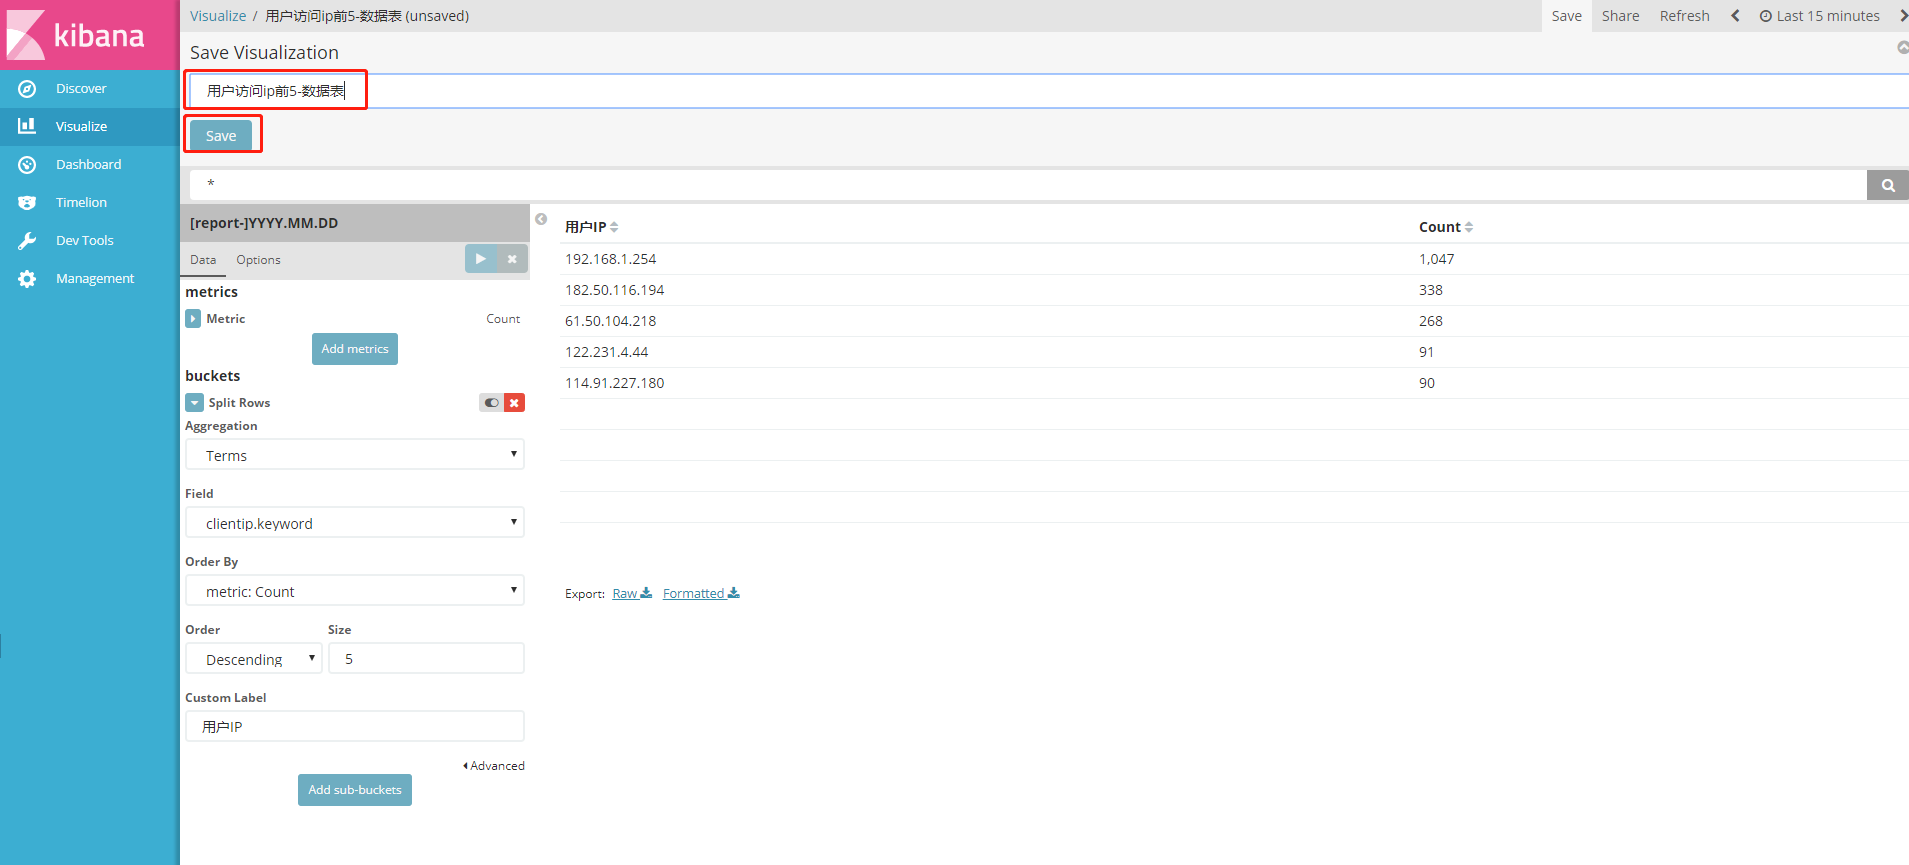 kibana
Discover
Visualize
Dashboard
Timelion
Dev Tools
Management
Visualize / 用户访问ip前5-数据表 (unsaved)
Save Share Refresh Last 15 minutes
Save Visualization
用户访问ip前5-数据表
Save
*
[report-]YYYY.MM.DD
Data Options
metrics
Metric Count
Add metrics
buckets
Split Rows
Aggregation
Terms
Field
clientip.keyword
Order By
metric: Count
Order Size
Descending 5
Custom Label
用户IP
Advanced
Add sub-buckets
用户IP Count
192.168.1.254 1,047
182.50.116.194 338
61.50.104.218 268
122.231.4.44 91
114.91.227.180 90
Export: Raw Formatted